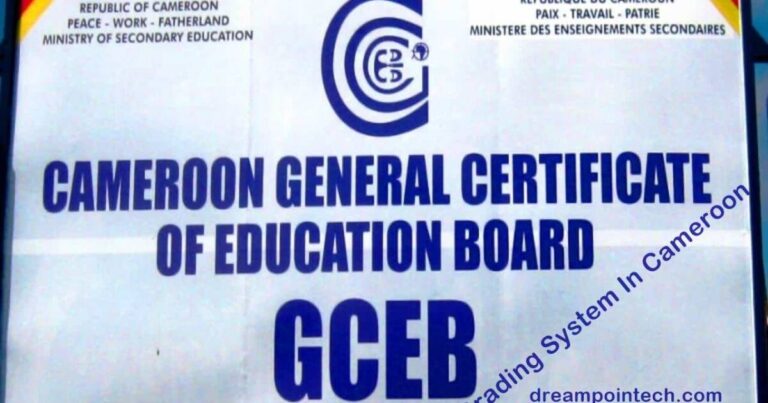 REPUBLIC OF CAMEROON
PEACE - WORK - FATHERLAND
MINISTRY OF SECONDARY EDUCATION
REPUBLIQUE DU CAMEROUN
PAIX - TRAVAIL - PATRIE
MINISTERE DES ENSEIGNEMENTS SECONDAIRES
CAMEROON GENERAL CERTIFICATE
OF EDUCATION BOARD
GCEB
System In Cameroon
dreampointech.com